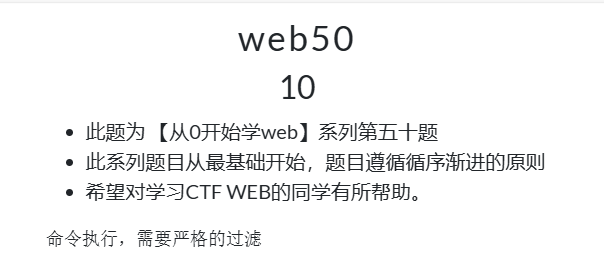 web50
10
此题为 【从0开始学web】系列第五十题
此系列题目从最基础开始，题目遵循循序渐进的原则
希望对学习CTF WEB的同学有所帮助。
命令执行，需要严格的过滤